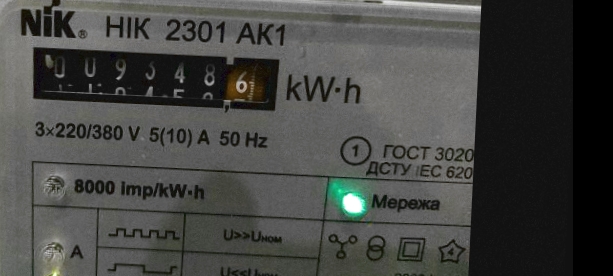 NiK® НІК 2301 АК1
0 0 9 3 4 8 6 kW·h
3×220/380 V 5(10) A 50 Hz
1 ГОСТ 3020
ДСТУ IEC 620
8000 imp/kW·h
Мережа
A U>>Uном